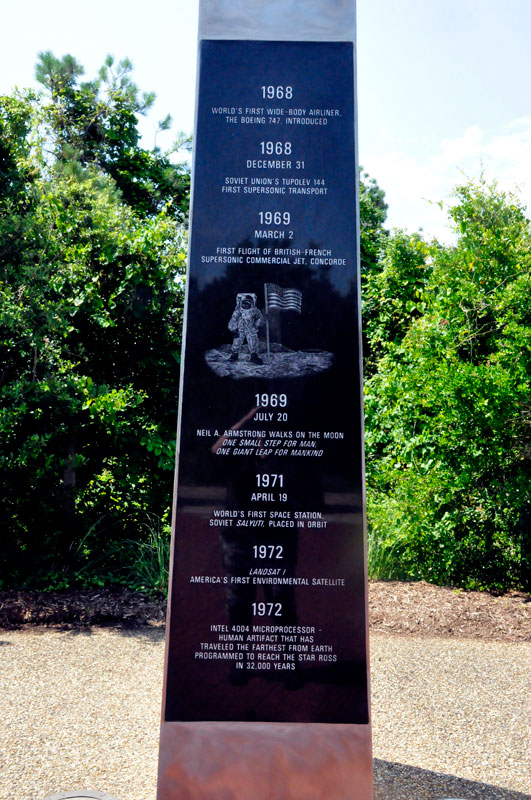 1968
WORLD'S FIRST WIDE-BODY AIRLINER,
THE BOEING 747, INTRODUCED
1968
DECEMBER 31
SOVIET UNION'S TUPOLEV 144
FIRST SUPERSONIC TRANSPORT
1969
MARCH 2
FIRST FLIGHT OF BRITISH-FRENCH
SUPERSONIC COMMERCIAL JET, CONCORDE
1969
JULY 20
NEIL A. ARMSTRONG WALKS ON THE MOON
ONE SMALL STEP FOR MAN,
ONE GIANT LEAP FOR MANKIND
1971
APRIL 19
WORLD'S FIRST SPACE STATION,
SOVIET SALYUTI, PLACED IN ORBIT
1972
LANDSAT I
AMERICA'S FIRST ENVIRONMENTAL SATELLITE
1972
INTEL 4004 MICROPROCESSOR -
HUMAN ARTIFACT THAT HAS
TRAVELED THE FARTHEST FROM EARTH
PROGRAMMED TO REACH THE STAR ROSS
IN 32,000 YEARS